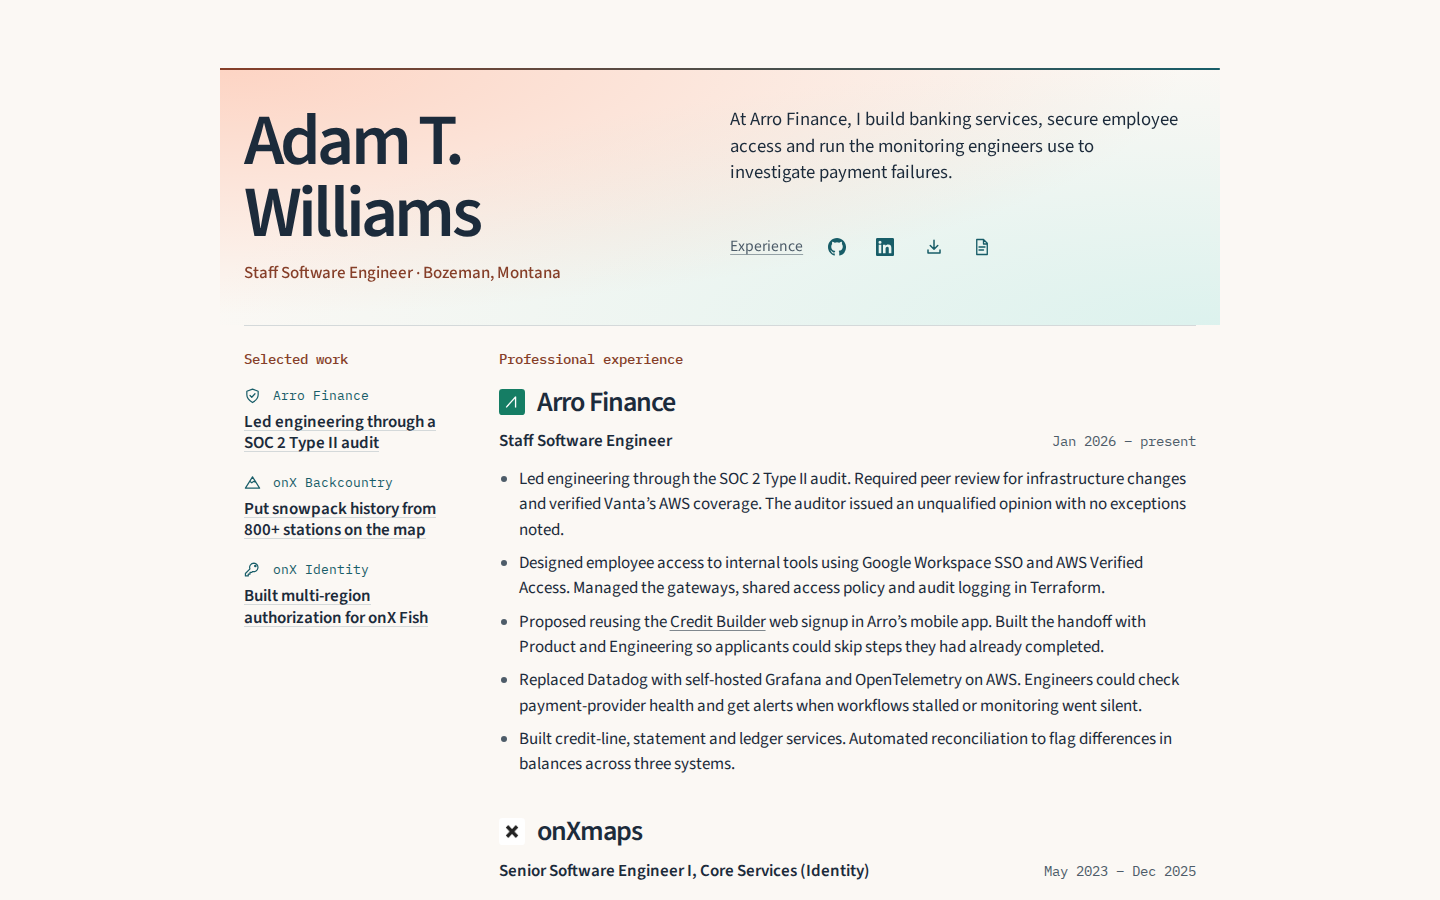 Adam T.
Williams
Staff Software Engineer · Bozeman, Montana
At Arro Finance, I build banking services, secure employee
access and run the monitoring engineers use to
investigate payment failures.
Experience
Selected work
Arro Finance
Led engineering through a
SOC 2 Type II audit
onX Backcountry
Put snowpack history from
800+ stations on the map
onX Identity
Built multi-region
authorization for onX Fish
Professional experience
Arro Finance
Staff Software Engineer
Jan 2026 – present
Led engineering through the SOC 2 Type II audit. Required peer review for infrastructure changes
and verified Vanta’s AWS coverage. The auditor issued an unqualified opinion with no exceptions
noted.
Designed employee access to internal tools using Google Workspace SSO and AWS Verified
Access. Managed the gateways, shared access policy and audit logging in Terraform.
Proposed reusing the Credit Builder web signup in Arro’s mobile app. Built the handoff with
Product and Engineering so applicants could skip steps they had already completed.
Replaced Datadog with self-hosted Grafana and OpenTelemetry on AWS. Engineers could check
payment-provider health and get alerts when workflows stalled or monitoring went silent.
Built credit-line, statement and ledger services. Automated reconciliation to flag differences in
balances across three systems.
onXmaps
Senior Software Engineer I, Core Services (Identity)
May 2023 – Dec 2025